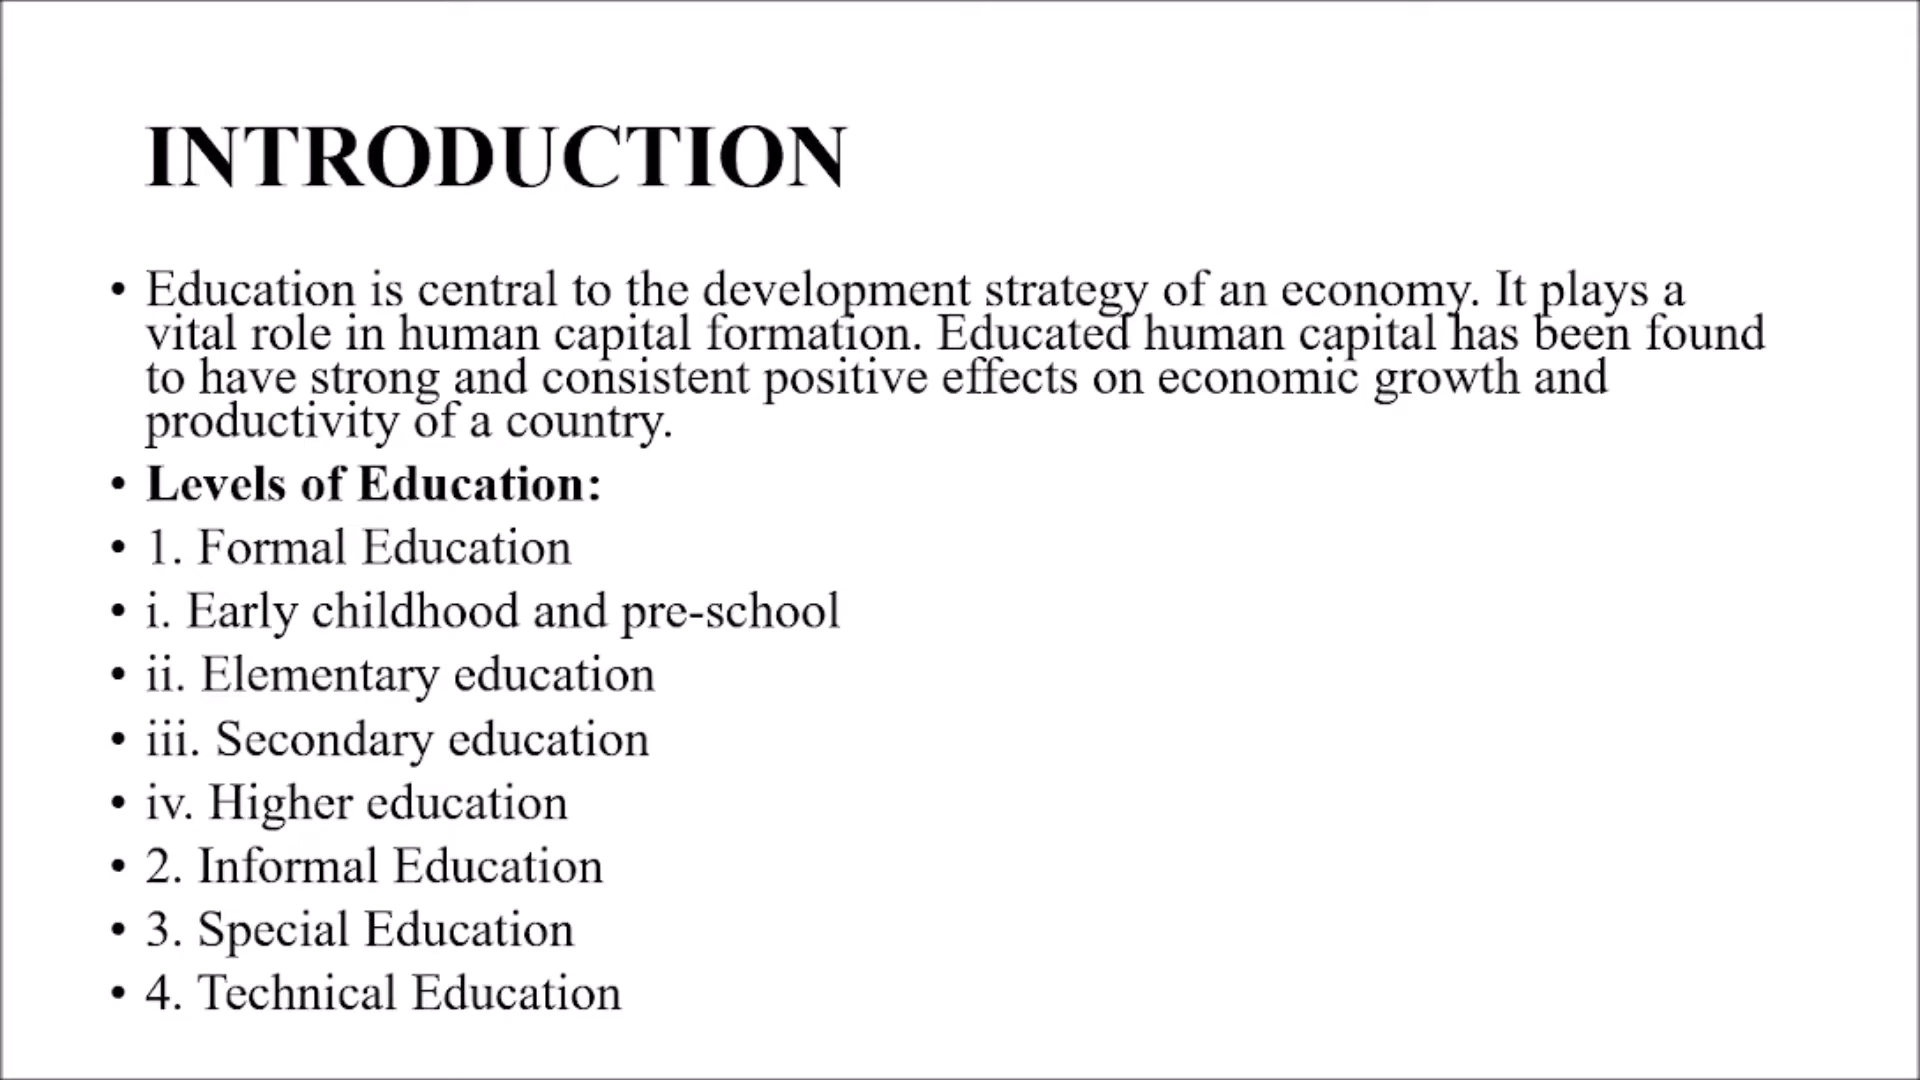 INTRODUCTION
• Education is central to the development strategy of an economy. It plays a
vital role in human capital formation. Educated human capital has been found
to have strong and consistent positive effects on economic growth and
productivity of a country.
• Levels of Education:
• 1. Formal Education
• i. Early childhood and pre-school
• ii. Elementary education
• iii. Secondary education
• iv. Higher education
• 2. Informal Education
• 3. Special Education
• 4. Technical Education